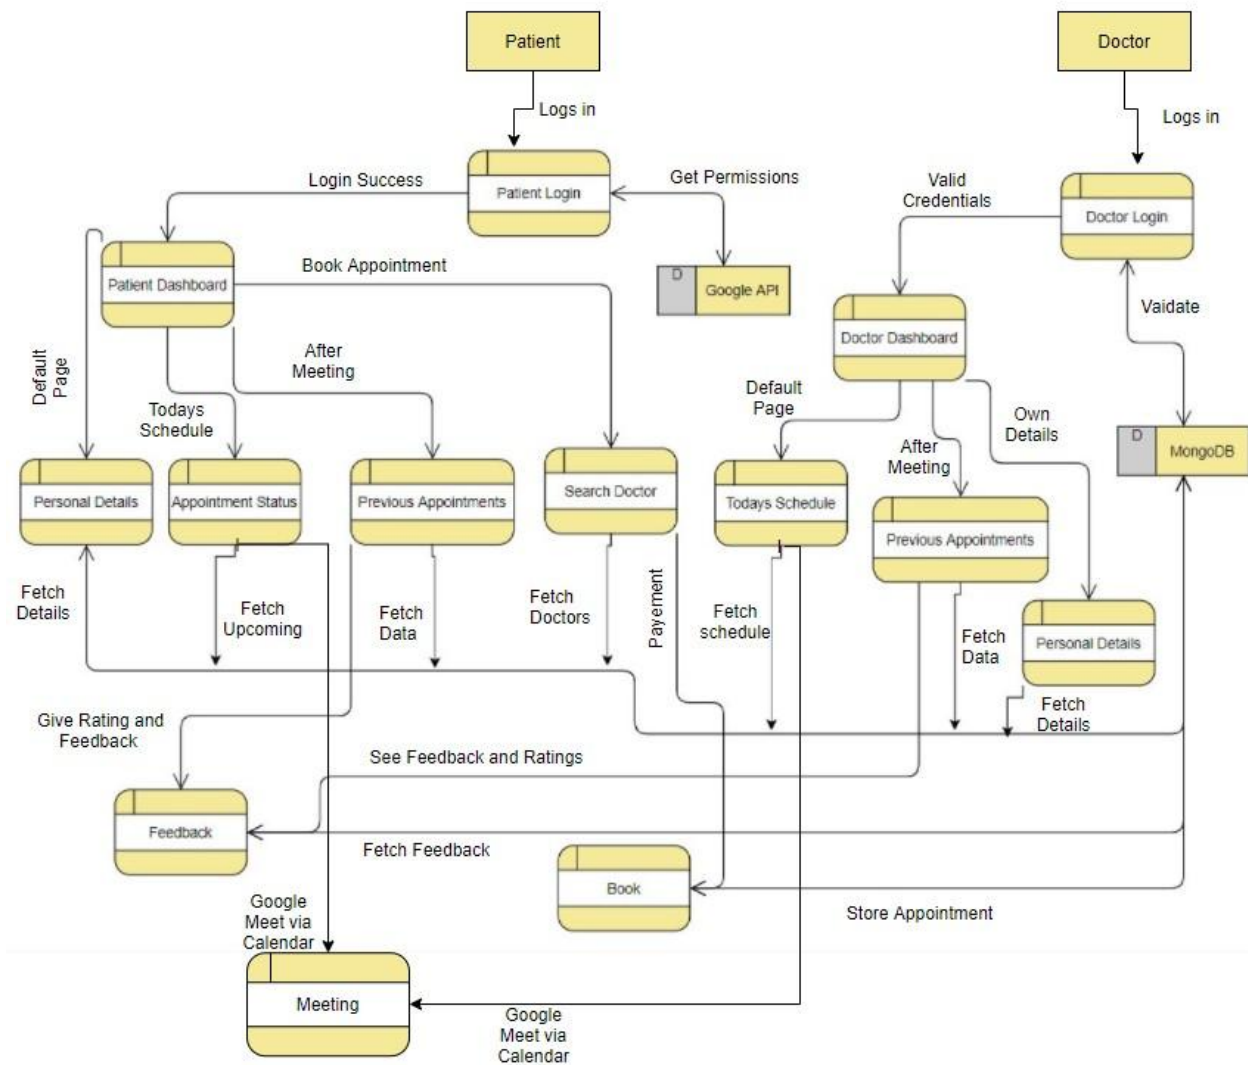 Patient
Doctor
Logs in
Logs in
Patient Login
Login Success
Get Permissions
Valid
Credentials
Doctor Login
Patient Dashboard
Book Appointment
D
Google API
Vaidate
Doctor Dashboard
Default
Page
After
Meeting
Todays
Schedule
Default
Page
After
Meeting
Own
Details
D
MongoDB
Personal Details
Appointment Status
Previous Appointments
Search Doctor
Todays Schedule
Previous Appointments
Fetch
Details
Fetch
Upcoming
Fetch
Data
Fetch
Doctors
Payement
Fetch
schedule
Fetch
Data
Personal Details
Fetch
Details
Give Rating and
Feedback
See Feedback and Ratings
Feedback
Fetch Feedback
Book
Store Appointment
Google
Meet via
Calendar
Meeting
Google
Meet via
Calendar